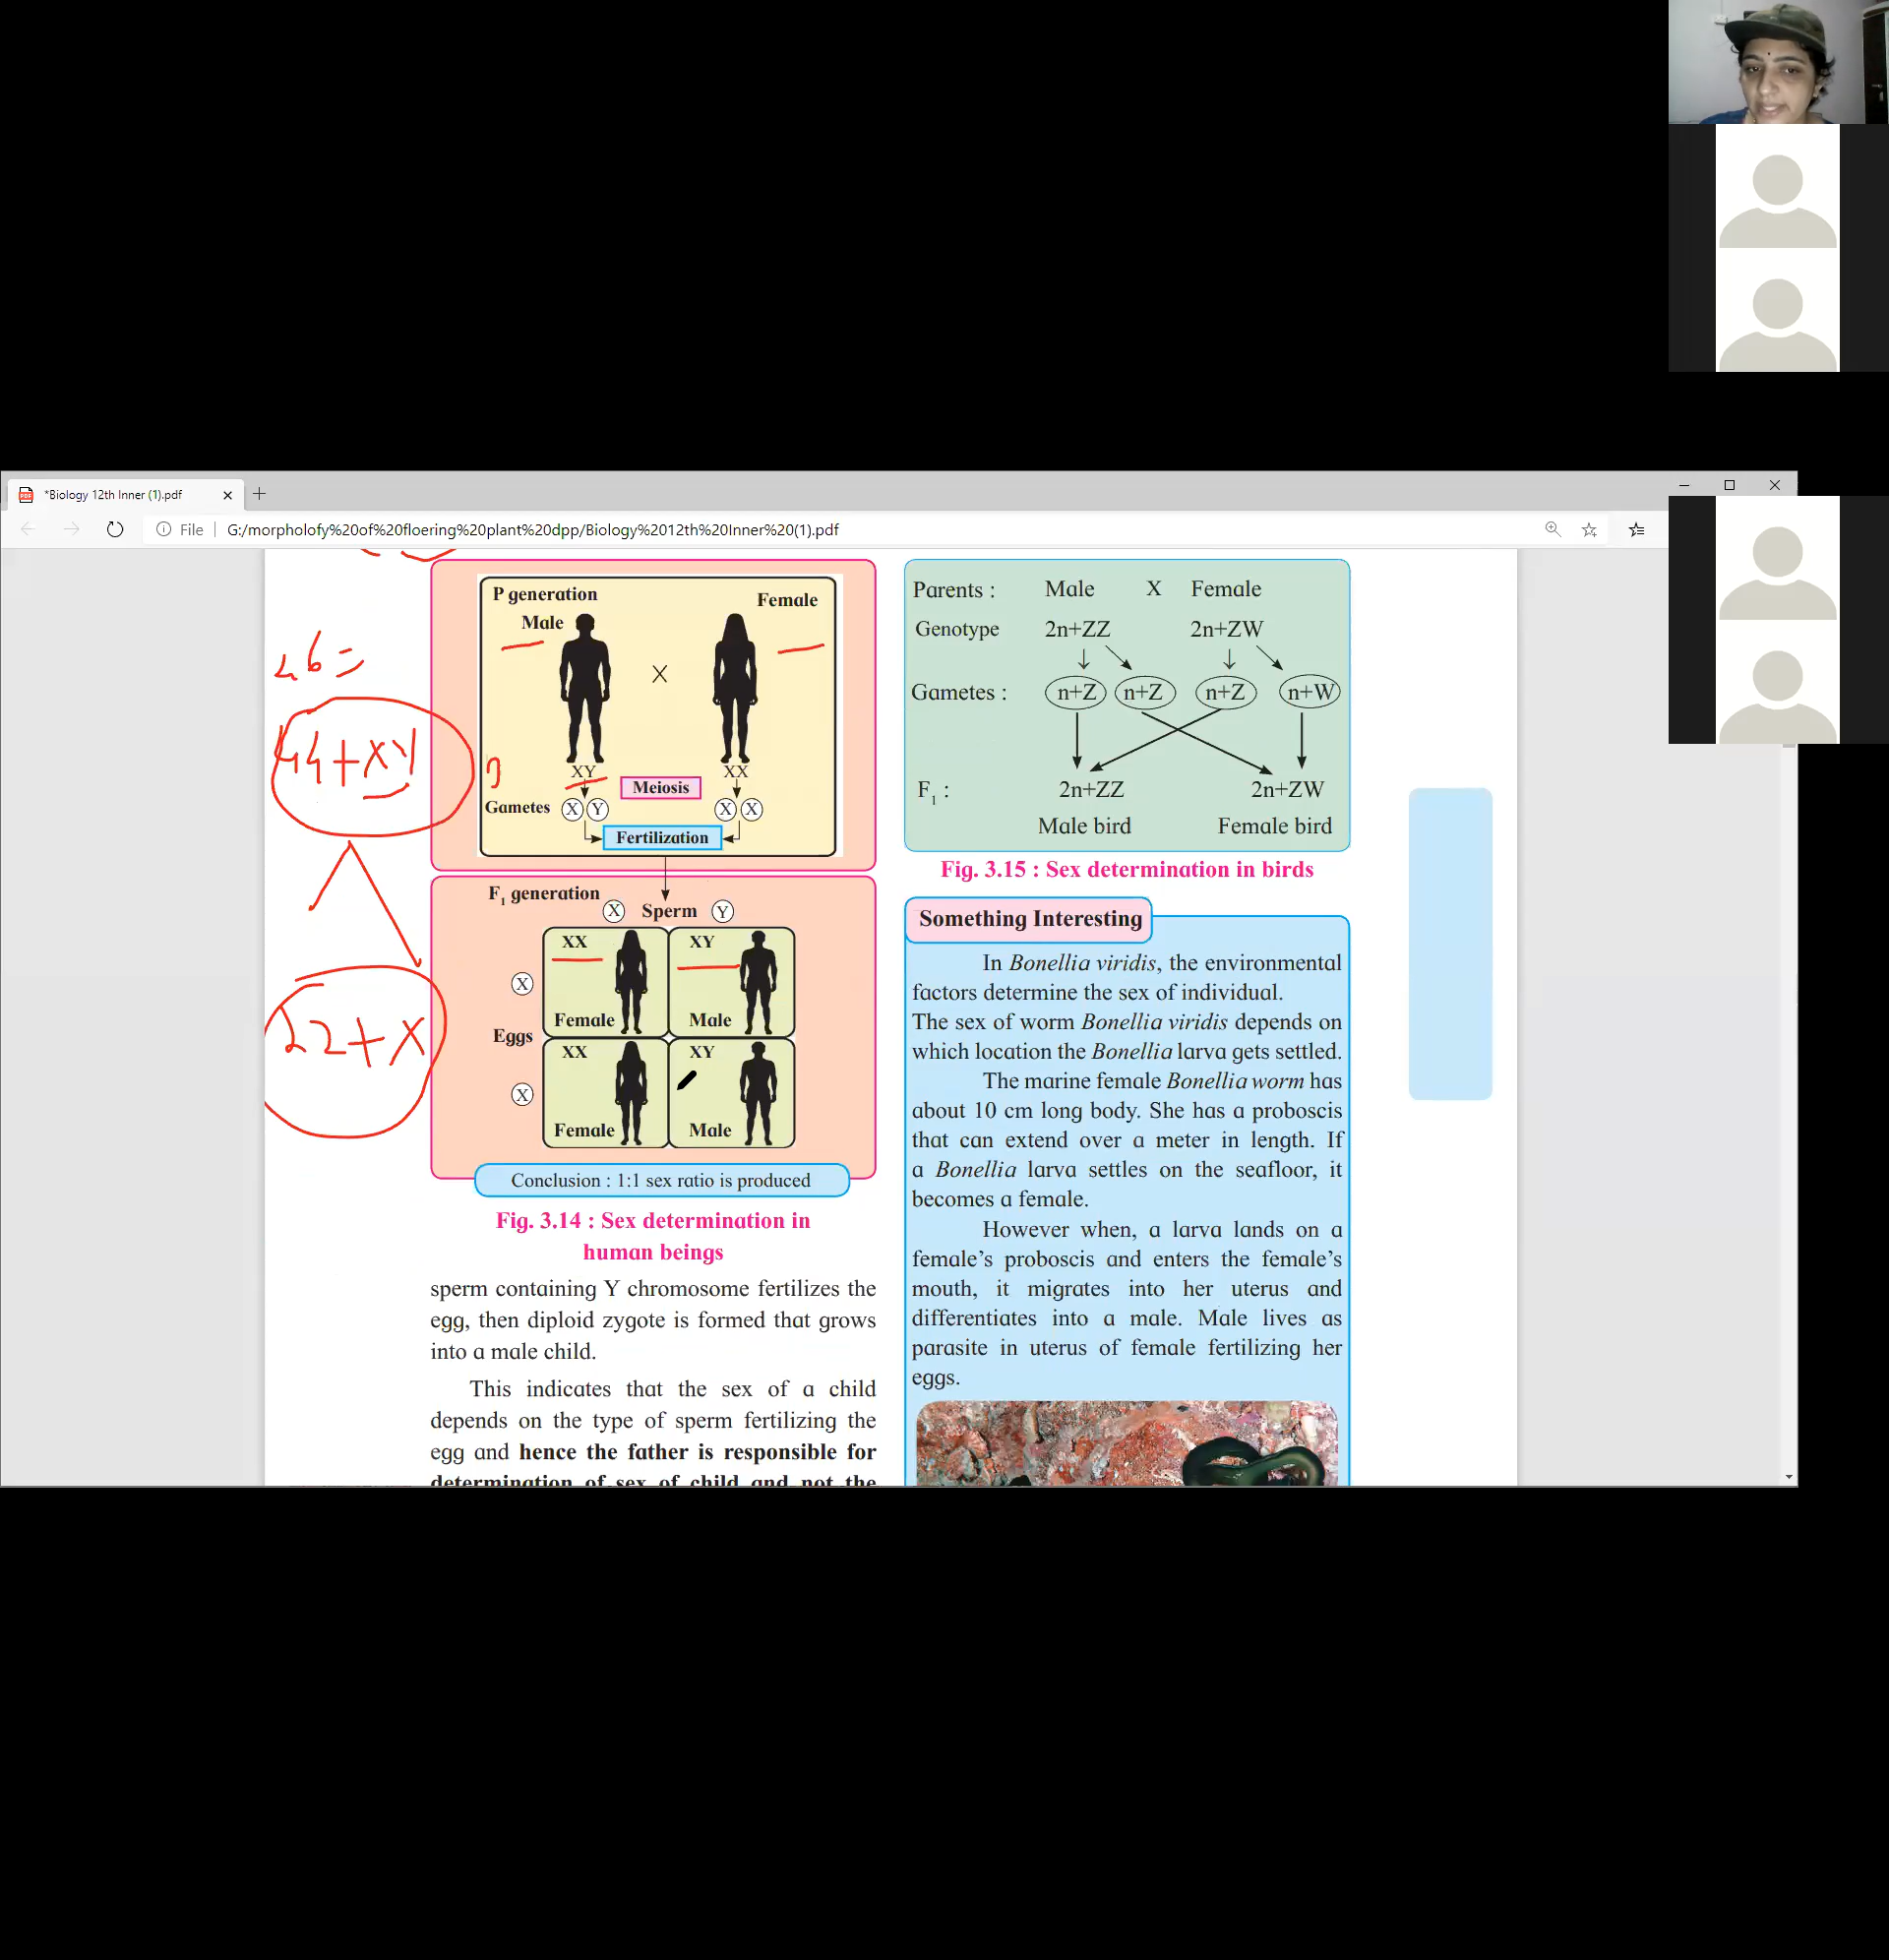 *Biology 12th Inner (1).pdf
File
G:/morpholofy%20of%20floering%20plant%20dpp/Biology%2012th%20Inner%20(1).pdf
46 =
44+XY
22+X
P generation
Male
Female
X
XY
XX
Meiosis
Gametes
X Y
X X
Fertilization
F1 generation
X Sperm Y
XX
XY
X
Female
Male
Eggs
XX
XY
X
Female
Male
Conclusion : 1:1 sex ratio is produced
Fig. 3.14 : Sex determination in
human beings
sperm containing Y chromosome fertilizes the
egg, then diploid zygote is formed that grows
into a male child.
This indicates that the sex of a child
depends on the type of sperm fertilizing the
egg and hence the father is responsible for
determination of sex of child and not the
Parents : Male X Female
Genotype 2n+ZZ 2n+ZW
Gametes : n+Z n+Z n+Z n+W
F1 : 2n+ZZ 2n+ZW
Male bird Female bird
Fig. 3.15 : Sex determination in birds
Something Interesting
In Bonellia viridis, the environmental
factors determine the sex of individual.
The sex of worm Bonellia viridis depends on
which location the Bonellia larva gets settled.
The marine female Bonellia worm has
about 10 cm long body. She has a proboscis
that can extend over a meter in length. If
a Bonellia larva settles on the seafloor, it
becomes a female.
However when, a larva lands on a
female’s proboscis and enters the female’s
mouth, it migrates into her uterus and
differentiates into a male. Male lives as
parasite in uterus of female fertilizing her
eggs.